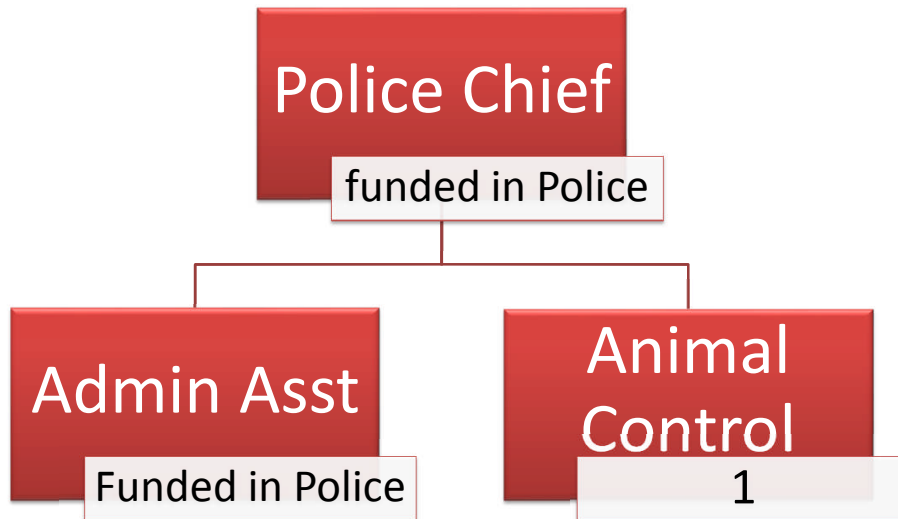 Police Chief
funded in Police
Admin Asst
Funded in Police
Animal
Control
1